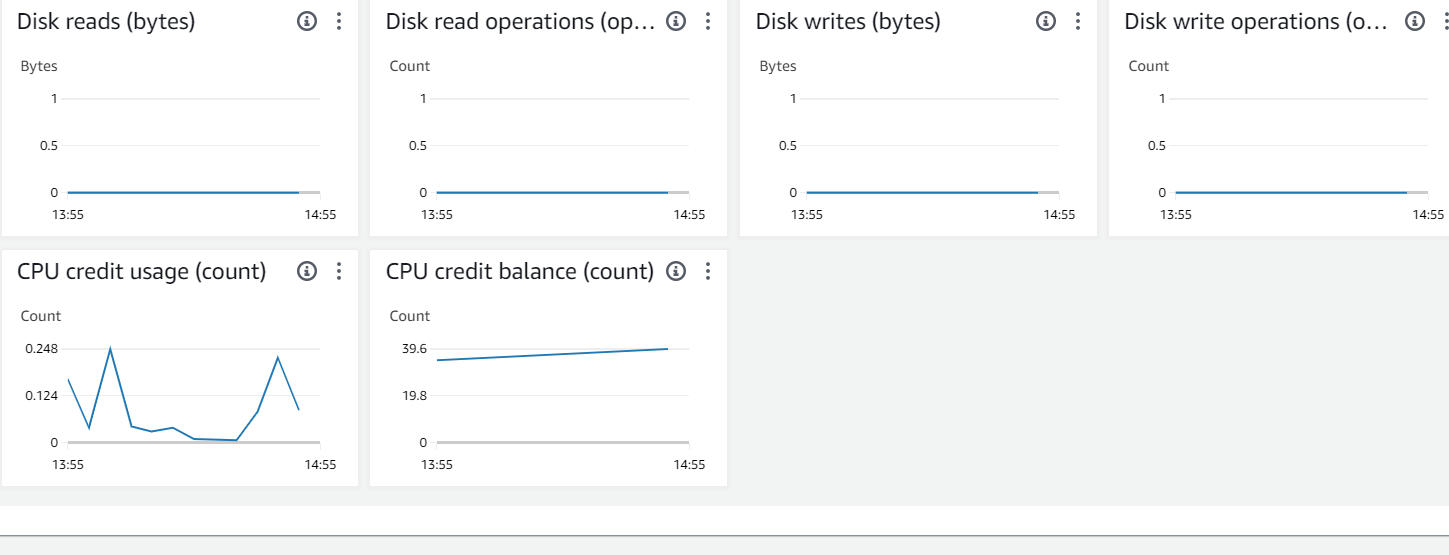 Disk reads (bytes)
Disk read operations (op...
Disk writes (bytes)
Disk write operations (o...
Bytes
Count
Bytes
Count
1
1
1
1
0.5
0.5
0.5
0.5
0
0
0
0
13:55
14:55
13:55
14:55
13:55
14:55
13:55
14:55
CPU credit usage (count)
CPU credit balance (count)
Count
Count
0.248
39.6
0.124
19.8
0
0
13:55
14:55
13:55
14:55